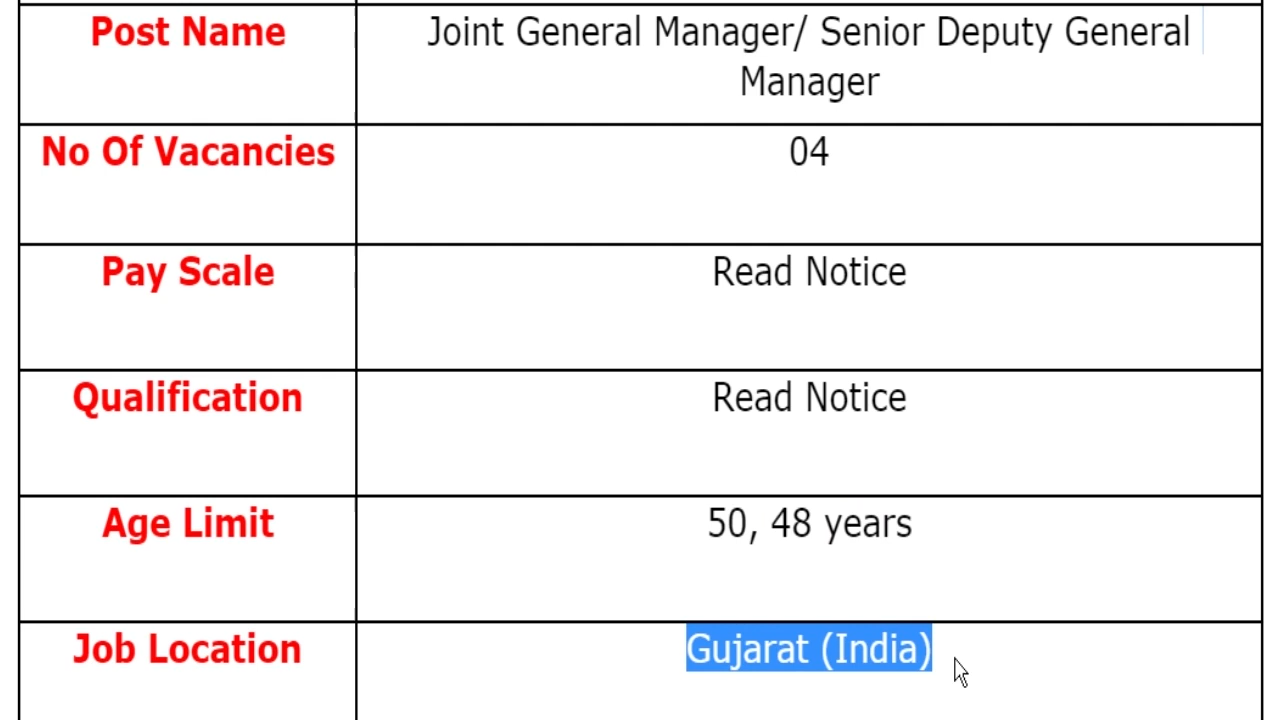 Post Name
Joint General Manager/ Senior Deputy General
Manager
No Of Vacancies
04
Pay Scale
Read Notice
Qualification
Read Notice
Age Limit
50, 48 years
Job Location
Gujarat (India)